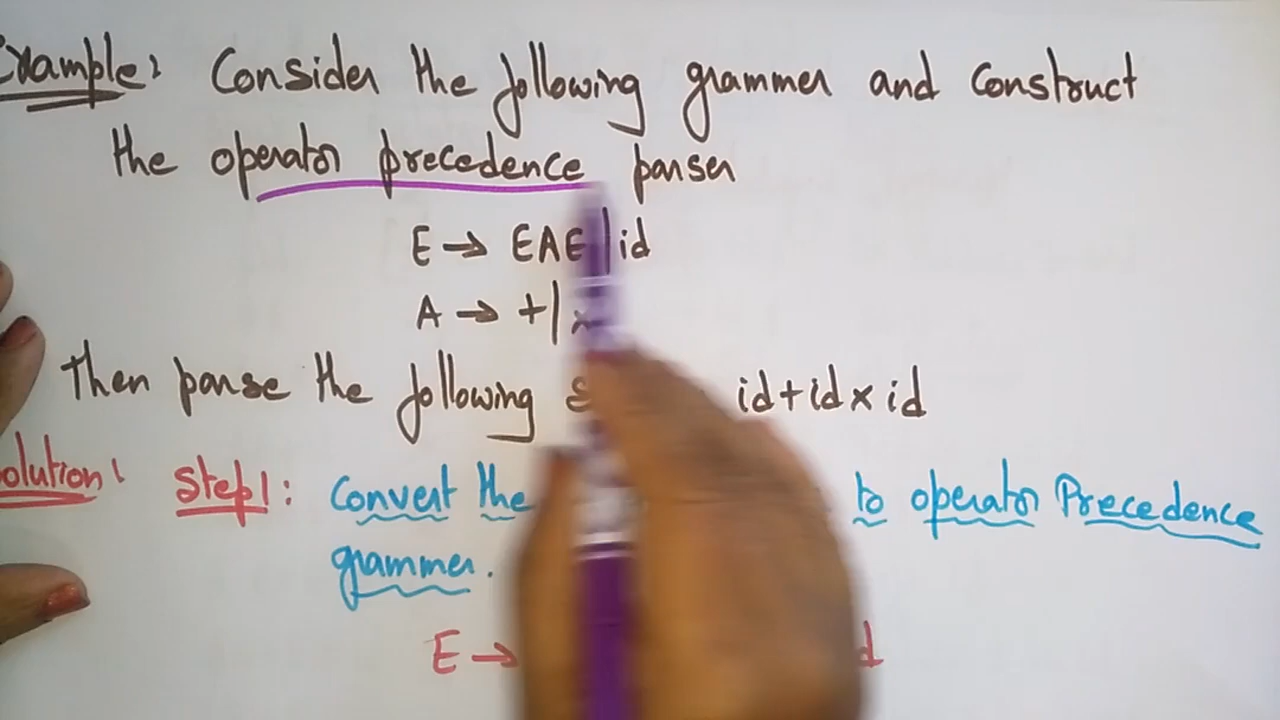 Example: Consider the following grammer and Construct
the operator precedence parser
E → EAE | id
A → + | x
Then parse the following id + id x id
Solution: Step1: Convert the to operator Precedence
grammer.
E →